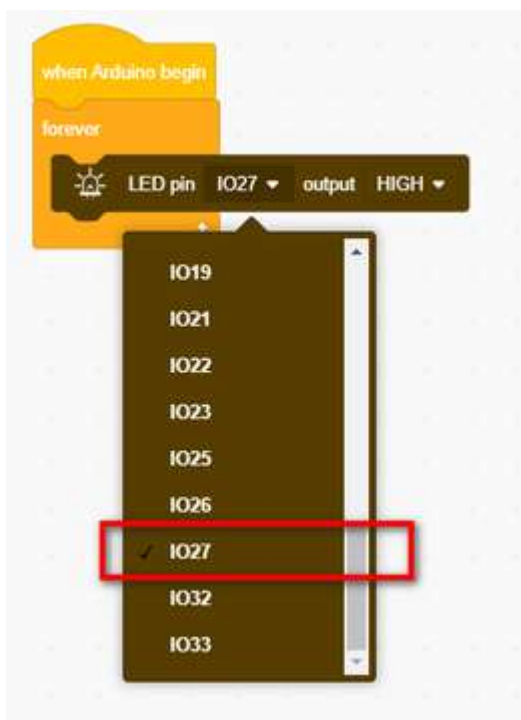 when Arduino begin
forever
LED pin IO27 output HIGH
IO19
IO21
IO22
IO23
IO25
IO26
IO27
IO32
IO33